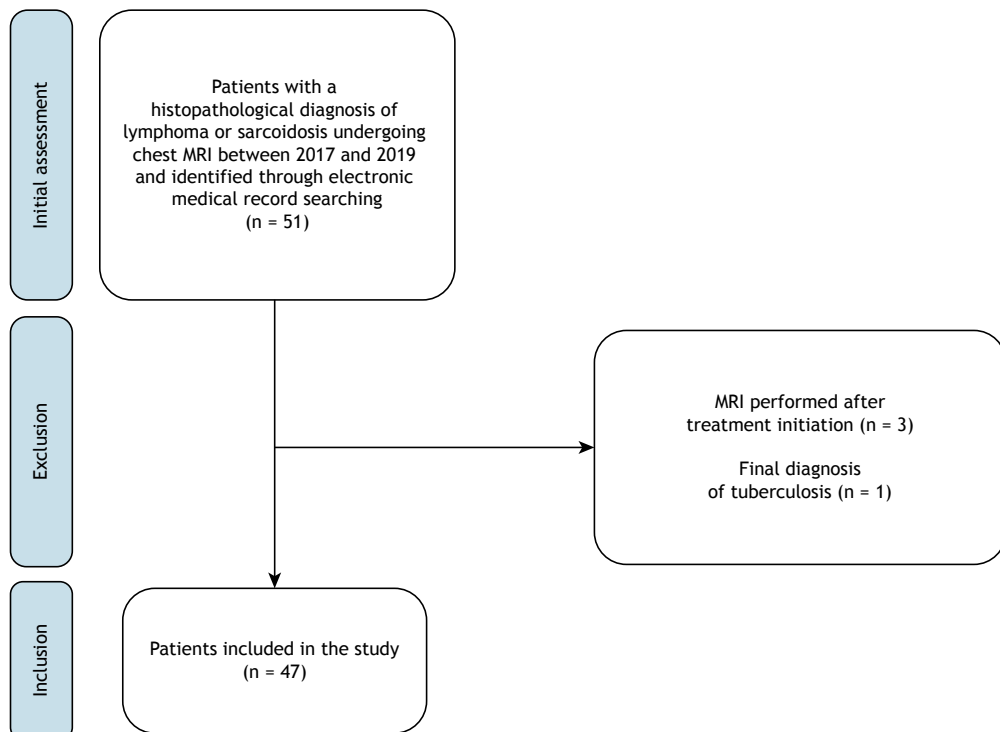 Initial assessment
Patients with a
histopathological diagnosis of
lymphoma or sarcoidosis undergoing
chest MRI between 2017 and 2019
and identified through electronic
medical record searching
(n = 51)
Exclusion
MRI performed after
treatment initiation (n = 3)
Final diagnosis
of tuberculosis (n = 1)
Inclusion
Patients included in the study
(n = 47)